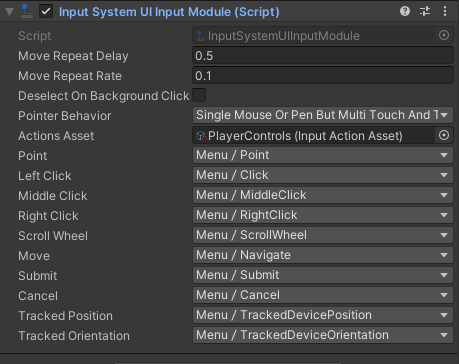 Input System UI Input Module (Script)
Script InputSystemUIInputModule
Move Repeat Delay 0.5
Move Repeat Rate 0.1
Deselect On Background Click
Pointer Behavior Single Mouse Or Pen But Multi Touch And T
Actions Asset PlayerControls (Input Action Asset)
Point Menu / Point
Left Click Menu / Click
Middle Click Menu / MiddleClick
Right Click Menu / RightClick
Scroll Wheel Menu / ScrollWheel
Move Menu / Navigate
Submit Menu / Submit
Cancel Menu / Cancel
Tracked Position Menu / TrackedDevicePosition
Tracked Orientation Menu / TrackedDeviceOrientation